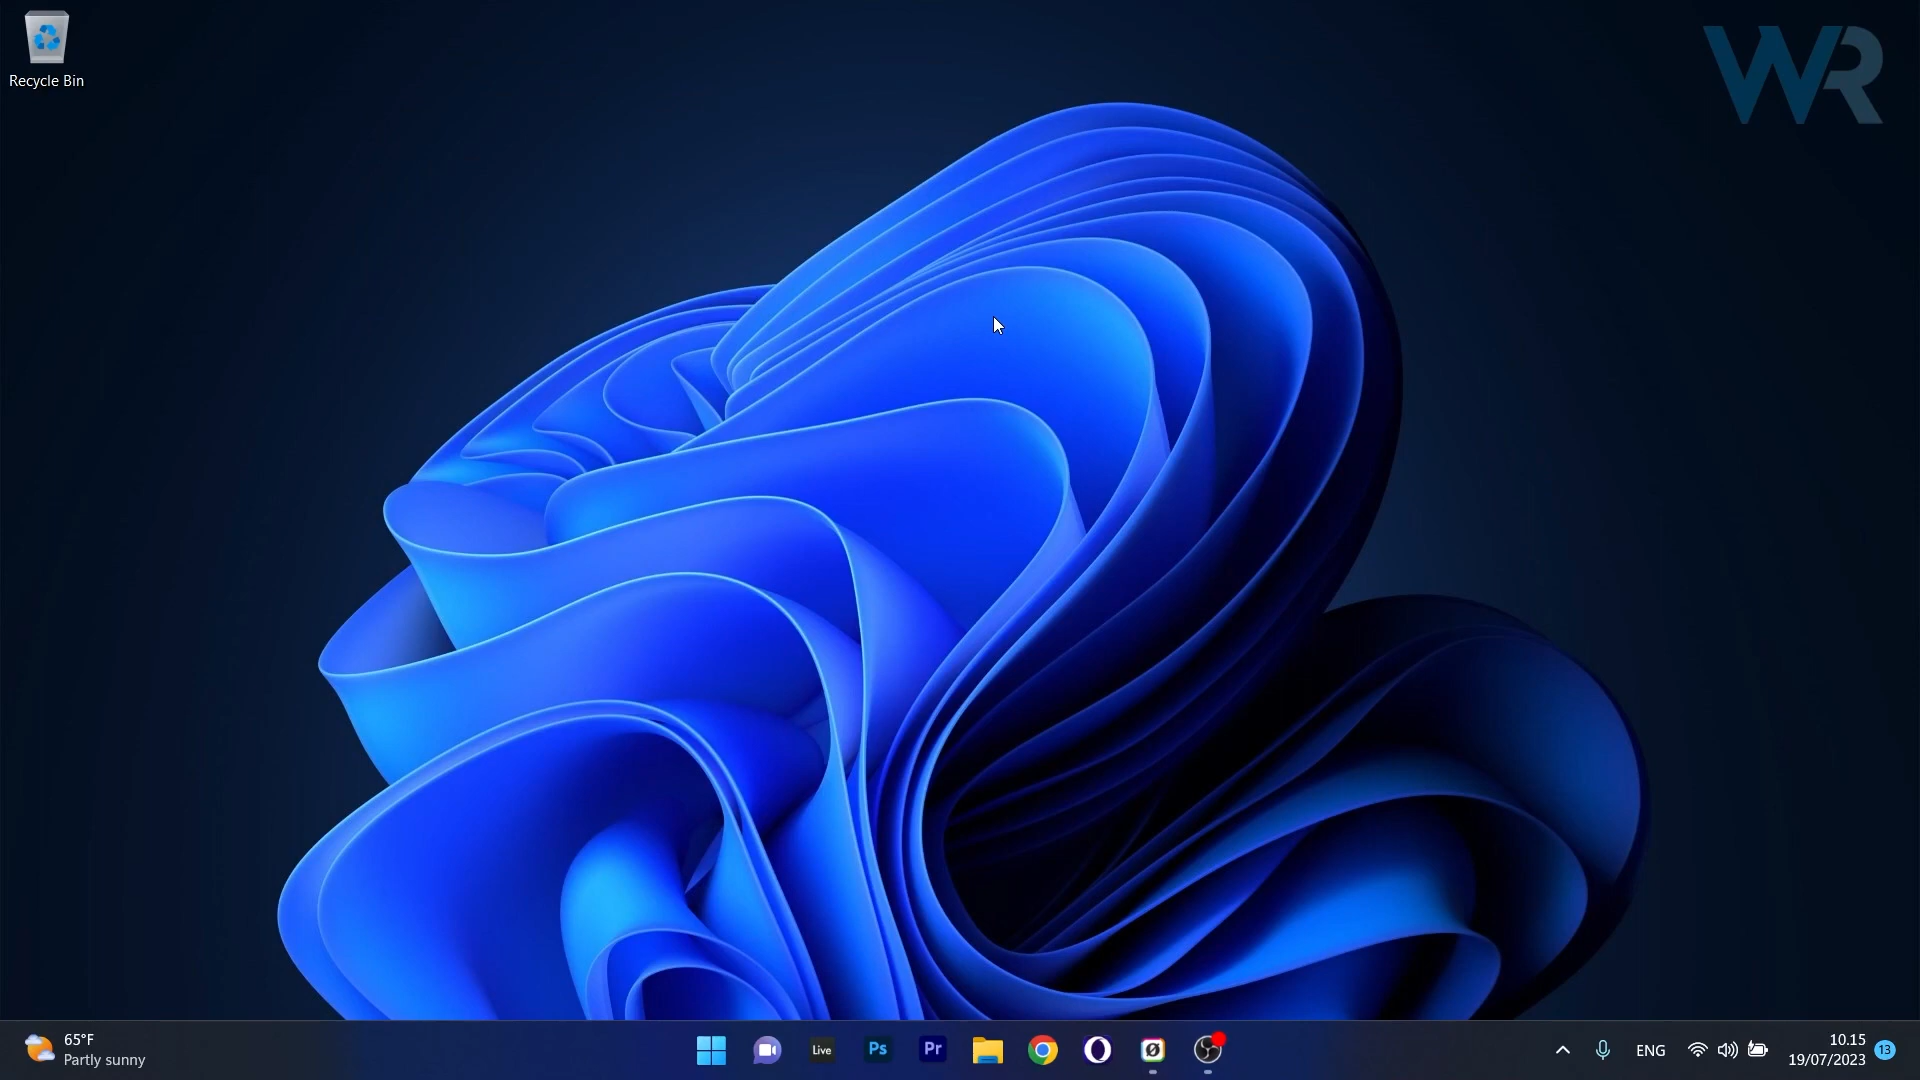 Recycle Bin
WR
65°F
Partly sunny
Live
Ps
Pr
ENG
10.15
19/07/2023
13